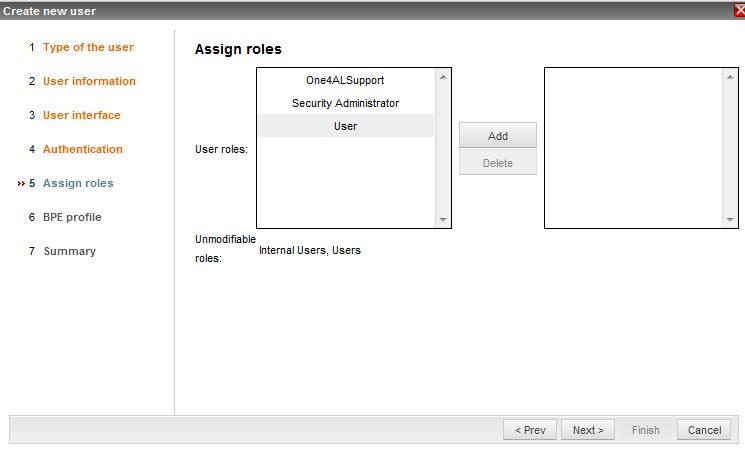 Create new user
1 Type of the user
2 User information
3 User interface
4 Authentication
5 Assign roles
6 BPE profile
7 Summary
Assign roles
User roles:
One4ALSupport
Security Administrator
User
Add
Delete
Unmodifiable
roles:
Internal Users, Users
< Prev
Next >
Finish
Cancel